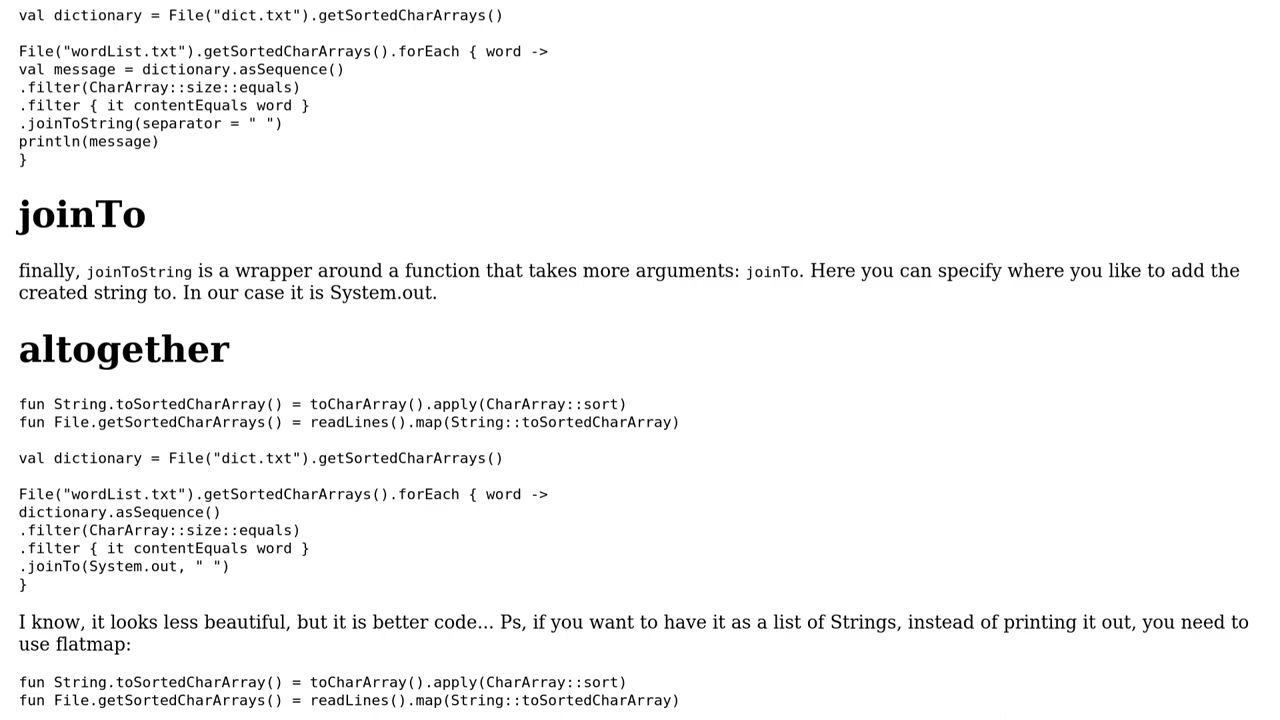 val dictionary = File("dict.txt").getSortedCharArrays()
File("wordList.txt").getSortedCharArrays().forEach { word ->
val message = dictionary.asSequence()
.filter(CharArray::size::equals)
.filter { it contentEquals word }
.joinToString(separator = " ")
println(message)
}
joinTo
finally, joinToString is a wrapper around a function that takes more arguments: joinTo. Here you can specify where you like to add the
created string to. In our case it is System.out.
altogether
fun String.toSortedCharArray() = toCharArray().apply(CharArray::sort)
fun File.getSortedCharArrays() = readLines().map(String::toSortedCharArray)
val dictionary = File("dict.txt").getSortedCharArrays()
File("wordList.txt").getSortedCharArrays().forEach { word ->
dictionary.asSequence()
.filter(CharArray::size::equals)
.filter { it contentEquals word }
.joinTo(System.out, " ")
}
I know, it looks less beautiful, but it is better code... Ps, if you want to have it as a list of Strings, instead of printing it out, you need to
use flatmap:
fun String.toSortedCharArray() = toCharArray().apply(CharArray::sort)
fun File.getSortedCharArrays() = readLines().map(String::toSortedCharArray)